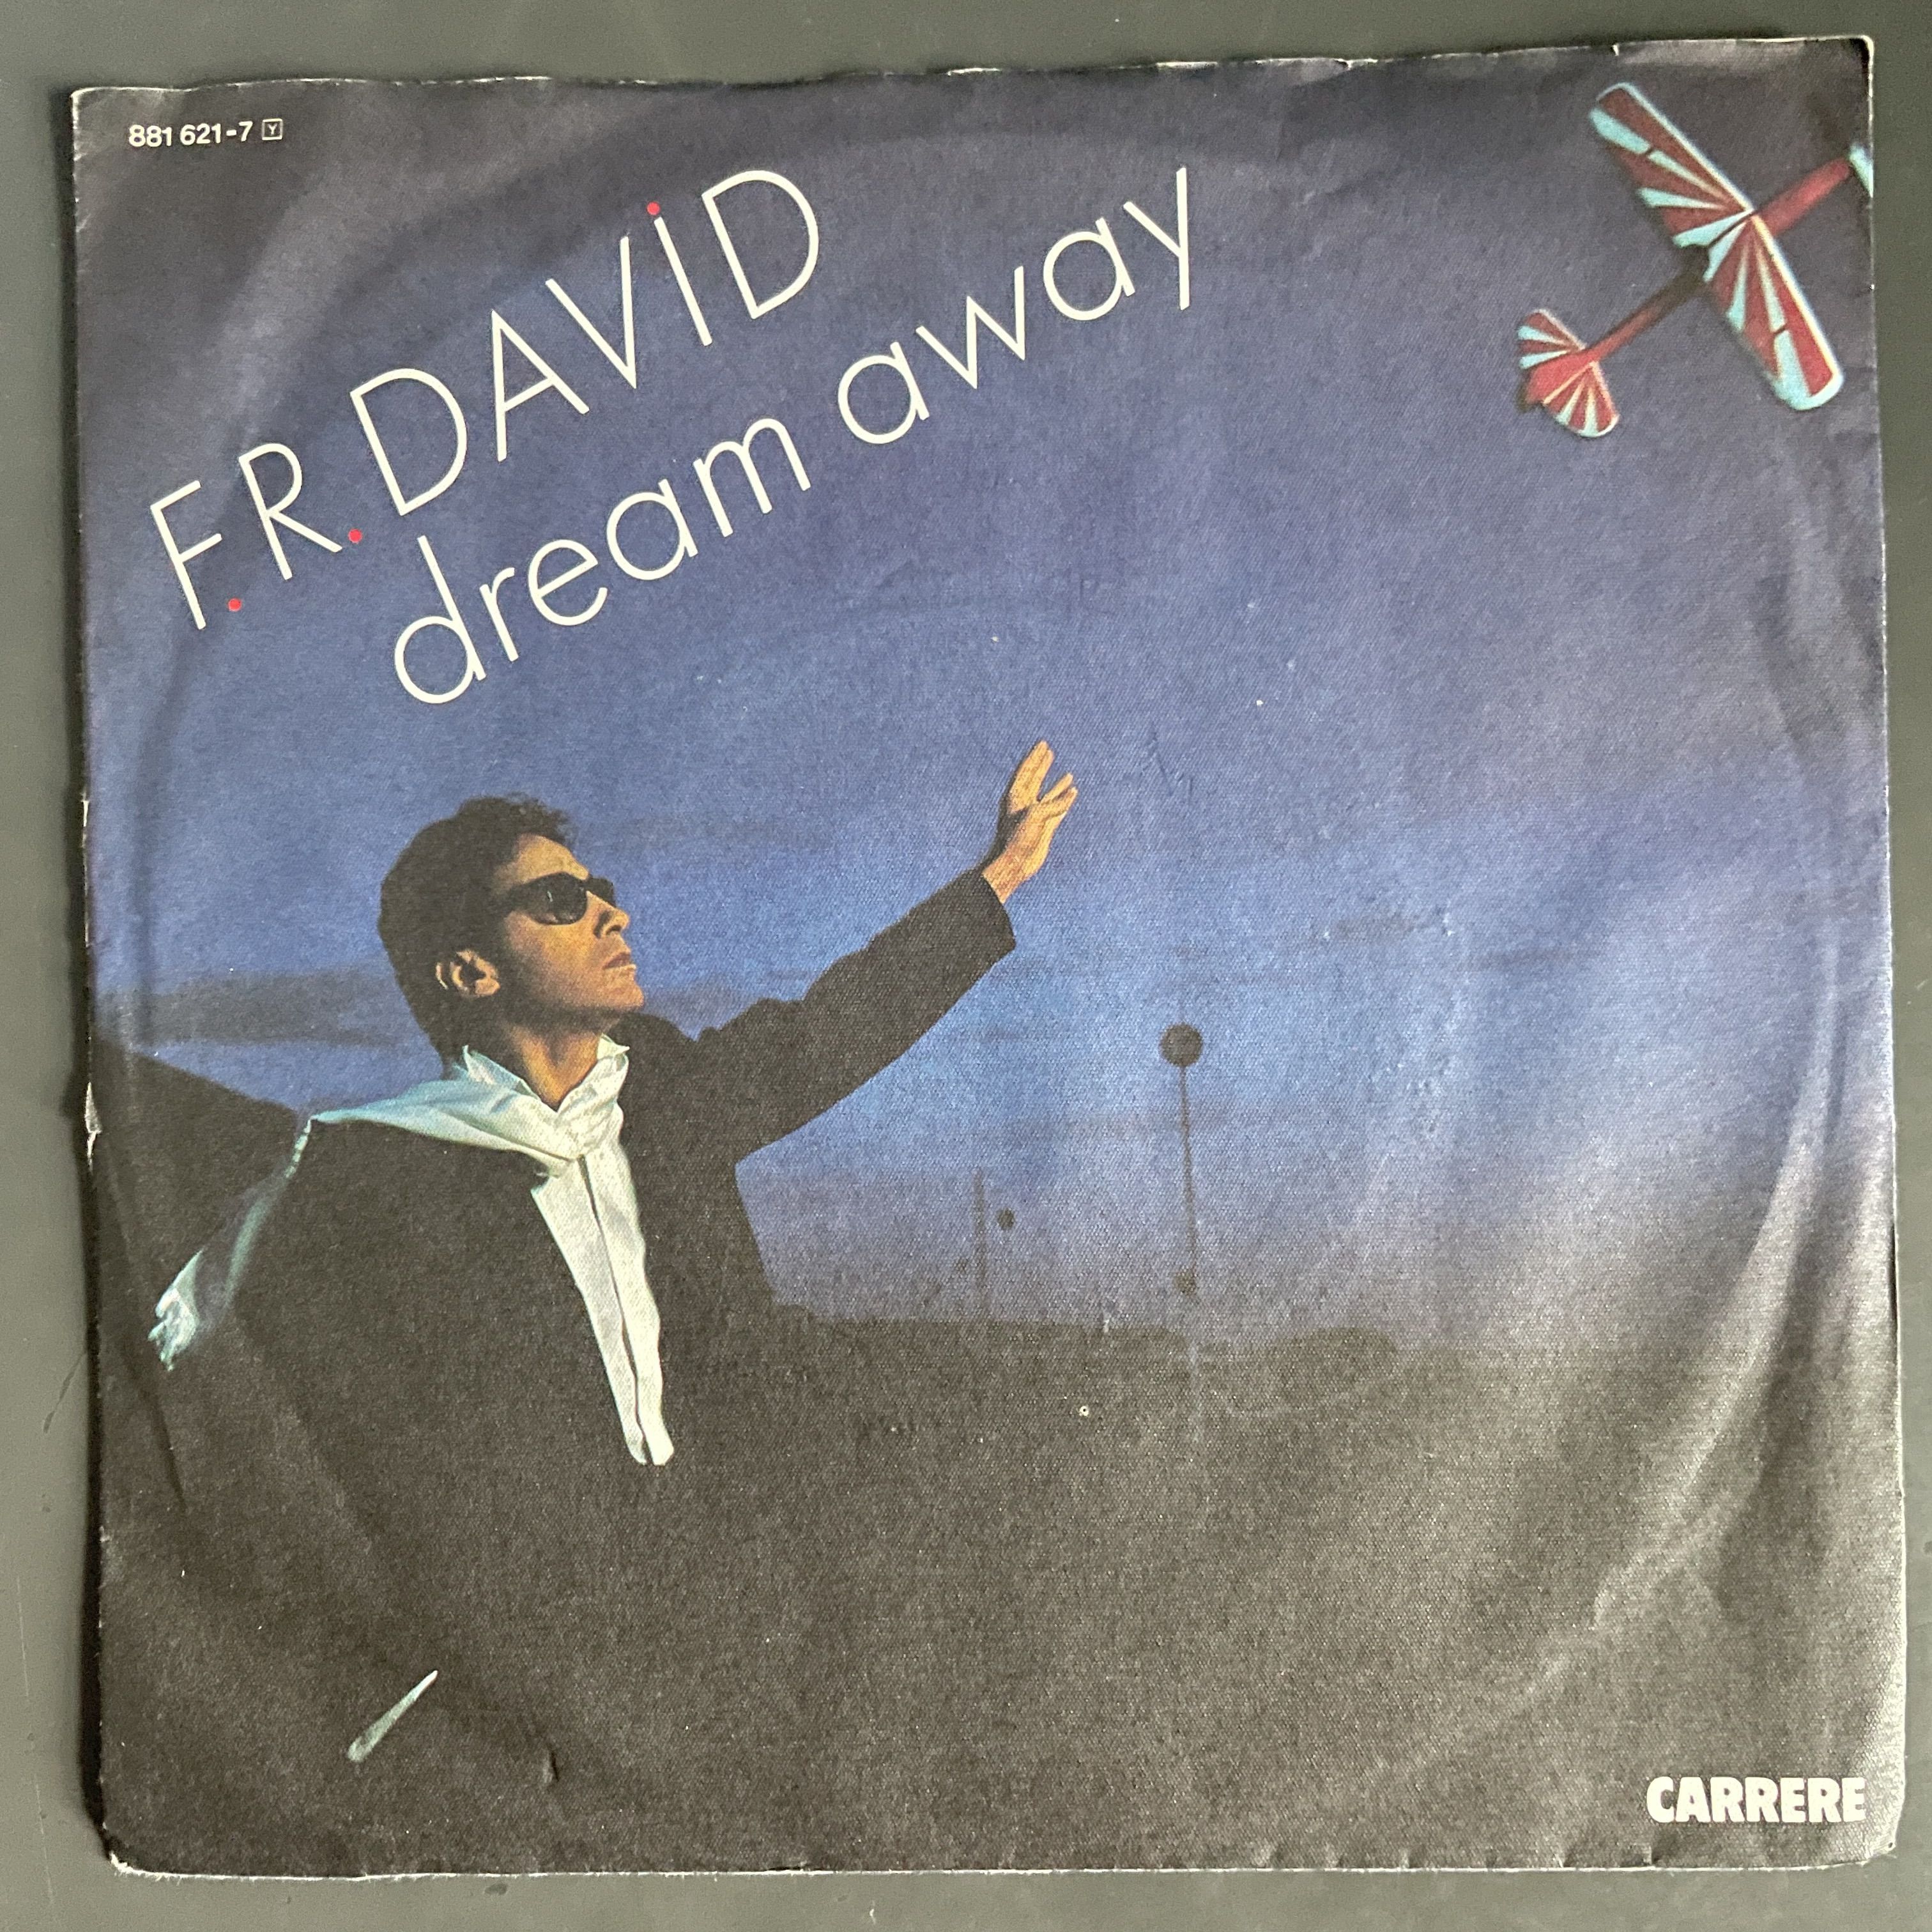 881 621-7 Y
F.R. DAViD
dream away
CARRERE